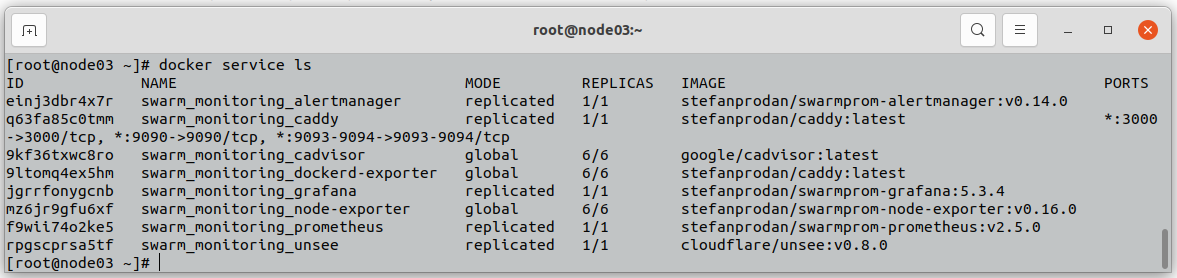 root@node03:~
[root@node03 ~]# docker service ls
ID             NAME                            MODE         REPLICAS   IMAGE                                      PORTS
einj3dbr4x7r   swarm_monitoring_alertmanager   replicated   1/1        stefanprodan/swarmprom-alertmanager:v0.14.0
q63fa85c0tmm   swarm_monitoring_caddy          replicated   1/1        stefanprodan/caddy:latest                  *:3000
->3000/tcp, *:9090->9090/tcp, *:9093-9094->9093-9094/tcp
9kf36txwc8ro   swarm_monitoring_cadvisor       global       6/6        google/cadvisor:latest
9ltomq4ex5hm   swarm_monitoring_dockerd-exporter   global   6/6        stefanprodan/caddy:latest
jgrrfonygcnb   swarm_monitoring_grafana        replicated   1/1        stefanprodan/swarmprom-grafana:5.3.4
mz6jr9gfu6xf   swarm_monitoring_node-exporter  global       6/6        stefanprodan/swarmprom-node-exporter:v0.16.0
f9wii74o2ke5   swarm_monitoring_prometheus     replicated   1/1        stefanprodan/swarmprom-prometheus:v2.5.0
rpgscprsa5tf   swarm_monitoring_unsee          replicated   1/1        cloudflare/unsee:v0.8.0
[root@node03 ~]#